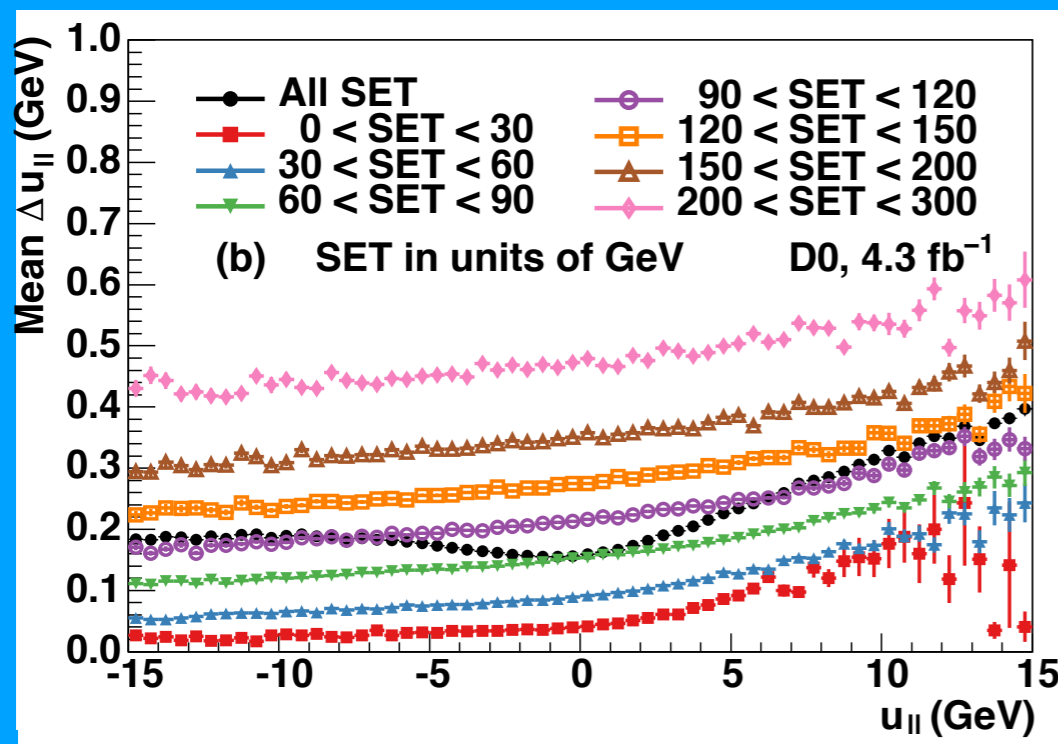 Mean Δ u_{||} (GeV)
1.0
0.9
0.8
0.7
0.6
0.5
0.4
0.3
0.2
0.1
0.0
All SET
0 < SET < 30
30 < SET < 60
60 < SET < 90
90 < SET < 120
120 < SET < 150
150 < SET < 200
200 < SET < 300
(b) SET in units of GeV D0, 4.3 fb⁻¹
-15 -10 -5 0 5 10 15
u_{||} (GeV)